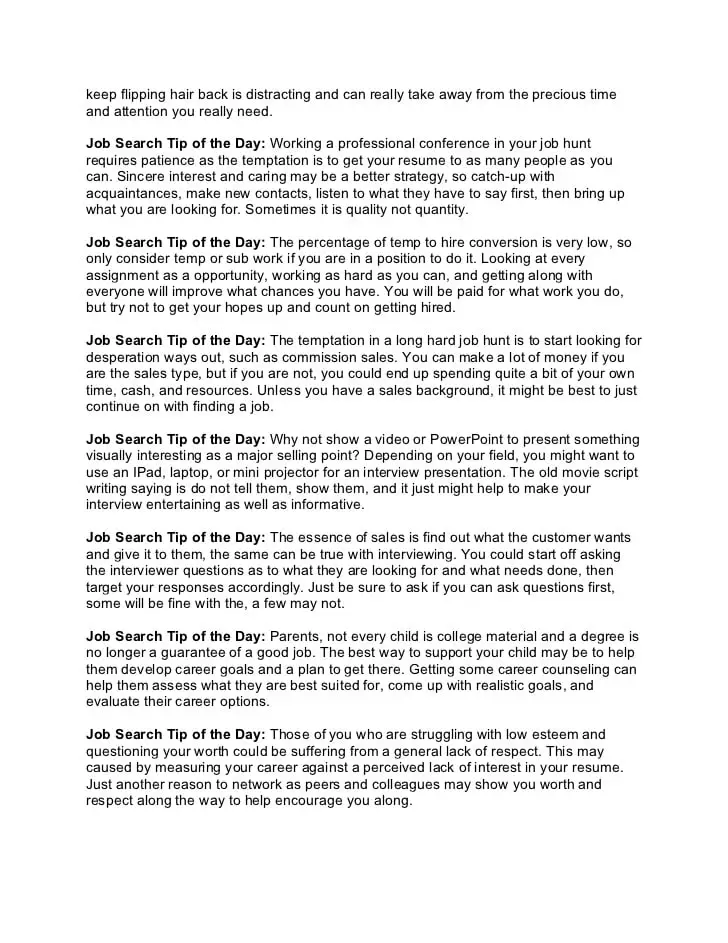 keep flipping hair back is distracting and can really take away from the precious time
and attention you really need.
Job Search Tip of the Day: Working a professional conference in your job hunt
requires patience as the temptation is to get your resume to as many people as you
can. Sincere interest and caring may be a better strategy, so catch-up with
acquaintances, make new contacts, listen to what they have to say first, then bring up
what you are looking for. Sometimes it is quality not quantity.
Job Search Tip of the Day: The percentage of temp to hire conversion is very low, so
only consider temp or sub work if you are in a position to do it. Looking at every
assignment as a opportunity, working as hard as you can, and getting along with
everyone will improve what chances you have. You will be paid for what work you do,
but try not to get your hopes up and count on getting hired.
Job Search Tip of the Day: The temptation in a long hard job hunt is to start looking for
desperation ways out, such as commission sales. You can make a lot of money if you
are the sales type, but if you are not, you could end up spending quite a bit of your own
time, cash, and resources. Unless you have a sales background, it might be best to just
continue on with finding a job.
Job Search Tip of the Day: Why not show a video or PowerPoint to present something
visually interesting as a major selling point? Depending on your field, you might want to
use an IPad, laptop, or mini projector for an interview presentation. The old movie script
writing saying is do not tell them, show them, and it just might help to make your
interview entertaining as well as informative.
Job Search Tip of the Day: The essence of sales is find out what the customer wants
and give it to them, the same can be true with interviewing. You could start off asking
the interviewer questions as to what they are looking for and what needs done, then
target your responses accordingly. Just be sure to ask if you can ask questions first,
some will be fine with the, a few may not.
Job Search Tip of the Day: Parents, not every child is college material and a degree is
no longer a guarantee of a good job. The best way to support your child may be to help
them develop career goals and a plan to get there. Getting some career counseling can
help them assess what they are best suited for, come up with realistic goals, and
evaluate their career options.
Job Search Tip of the Day: Those of you who are struggling with low esteem and
questioning your worth could be suffering from a general lack of respect. This may
caused by measuring your career against a perceived lack of interest in your resume.
Just another reason to network as peers and colleagues may show you worth and
respect along the way to help encourage you along.